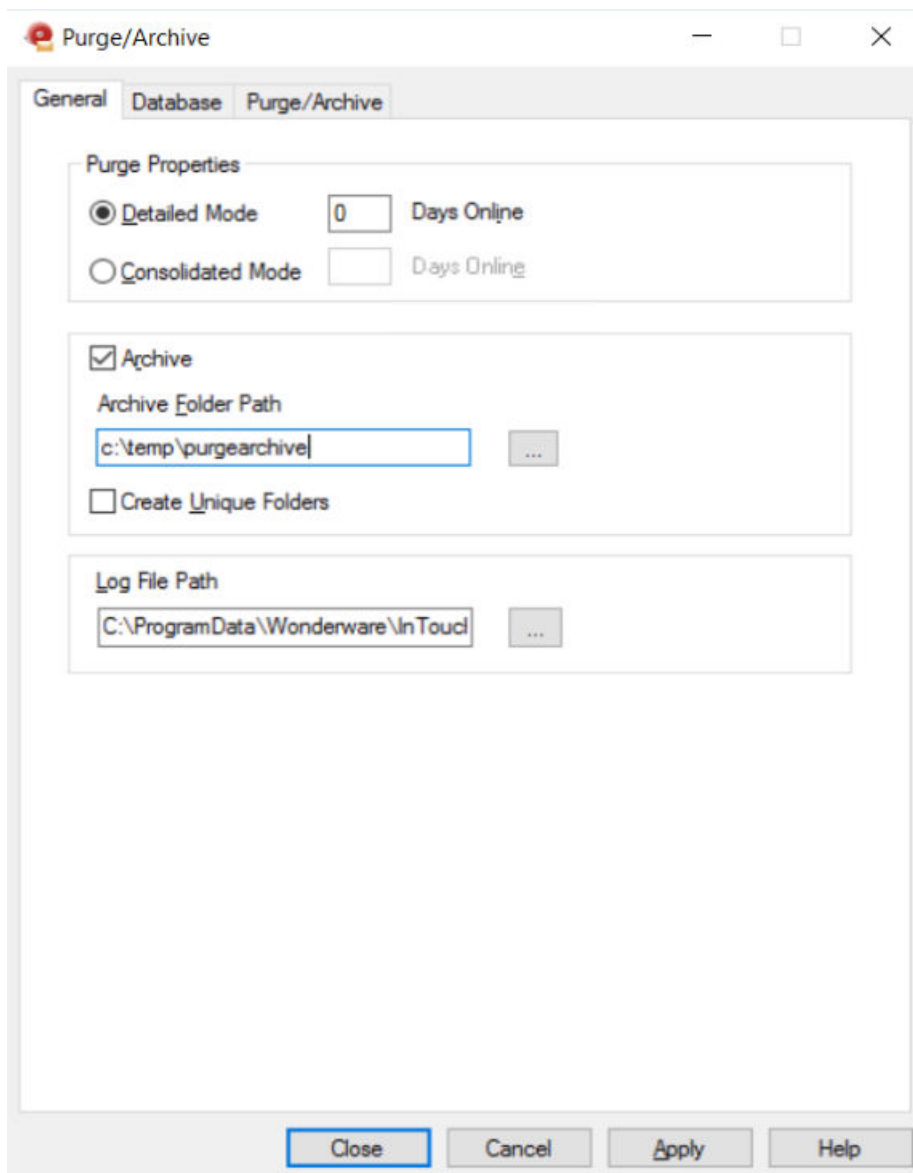 Purge/Archive
General Database Purge/Archive
Purge Properties
Detailed Mode 0 Days Online
Consolidated Mode Days Online
Archive
Archive Folder Path
c:\temp\purgearchive
...
Create Unique Folders
Log File Path
C:\ProgramData\Wonderware\InTouch
...
Close Cancel Apply Help